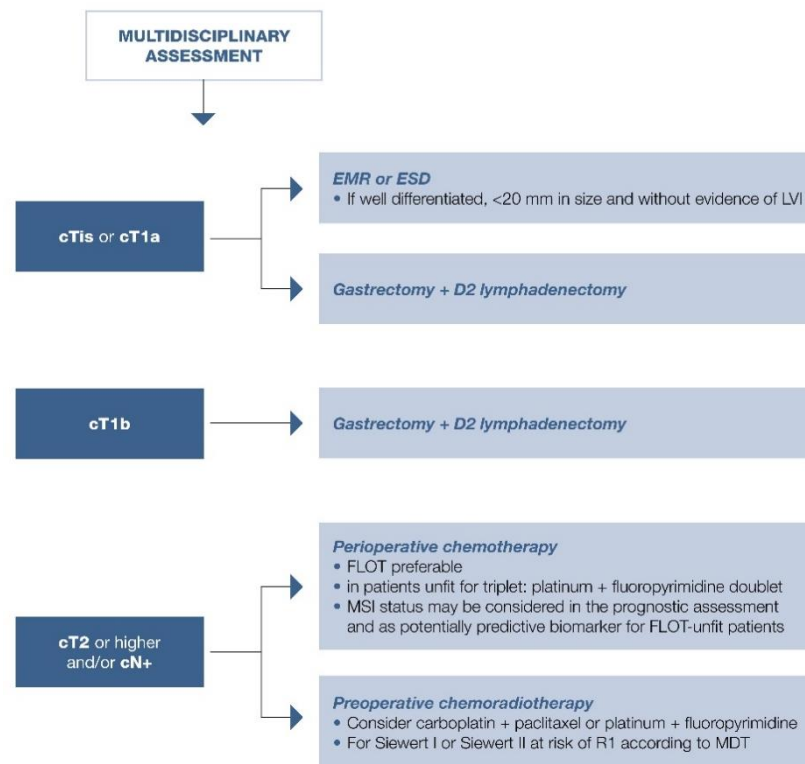 MULTIDISCIPLINARY
ASSESSMENT
cTis or cT1a
EMR or ESD
• If well differentiated, <20 mm in size and without evidence of LVI
Gastrectomy + D2 lymphadenectomy
cT1b
Gastrectomy + D2 lymphadenectomy
cT2 or higher
and/or cN+
Perioperative chemotherapy
• FLOT preferable
• in patients unfit for triplet: platinum + fluoropyrimidine doublet
• MSI status may be considered in the prognostic assessment
and as potentially predictive biomarker for FLOT-unfit patients
Preoperative chemoradiotherapy
• Consider carboplatin + paclitaxel or platinum + fluoropyrimidine
• For Siewert I or Siewert II at risk of R1 according to MDT